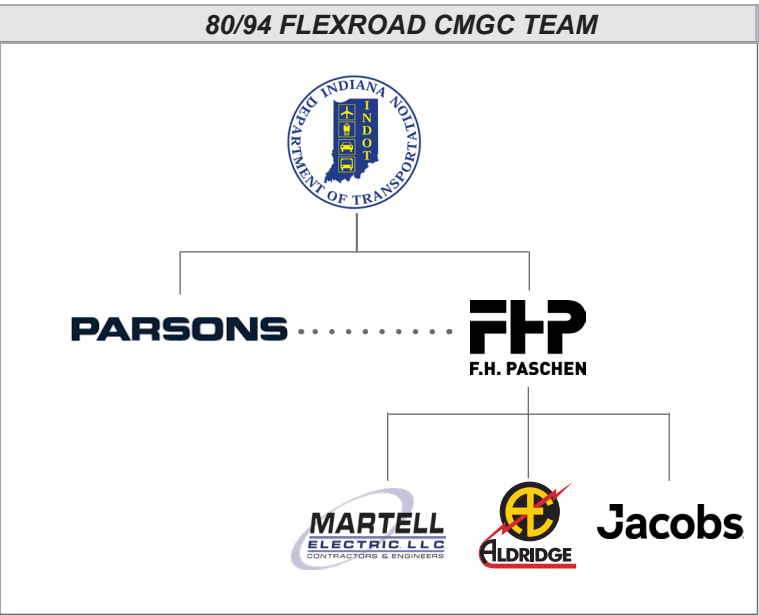 80/94 FLEXROAD CMGC TEAM
INDIANA DEPARTMENT OF TRANSPORTATION
INDOT
PARSONS
FHP
F.H. PASCHEN
MARTELL
ELECTRIC, LLC
CONTRACTORS & ENGINEERS
AE
ALDRIDGE
Jacobs